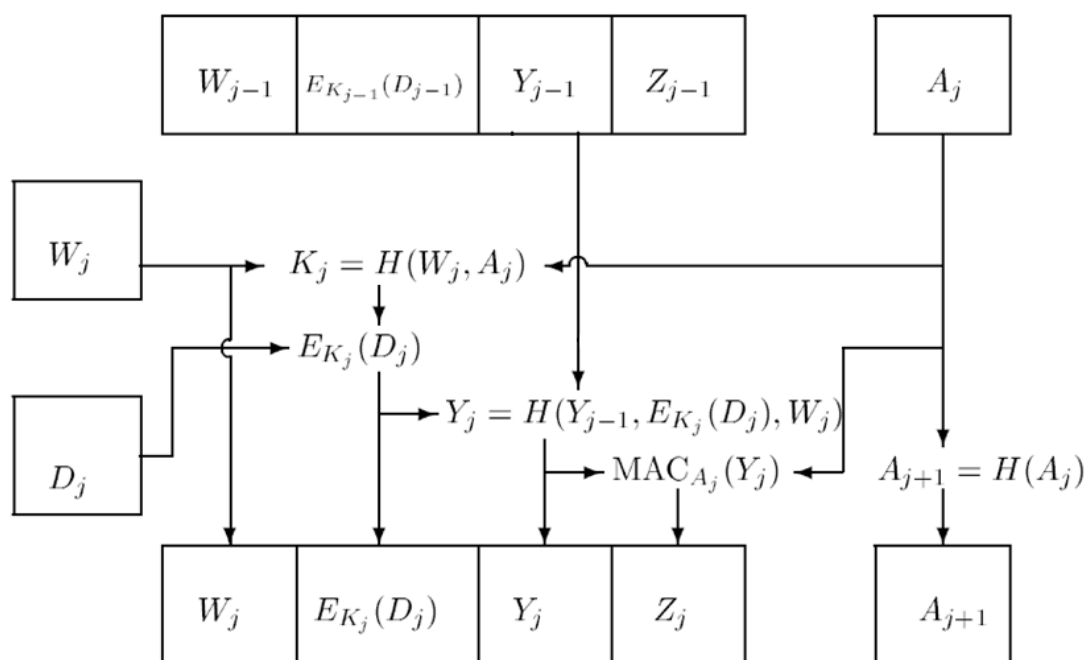 W_{j−1} E_{K_{j−1}}(D_{j−1}) Y_{j−1} Z_{j−1} A_j
W_j K_j = H(W_j, A_j)
E_{K_j}(D_j)
Y_j = H(Y_{j−1}, E_{K_j}(D_j), W_j)
D_j MAC_{A_j}(Y_j) A_{j+1} = H(A_j)
W_j E_{K_j}(D_j) Y_j Z_j A_{j+1}